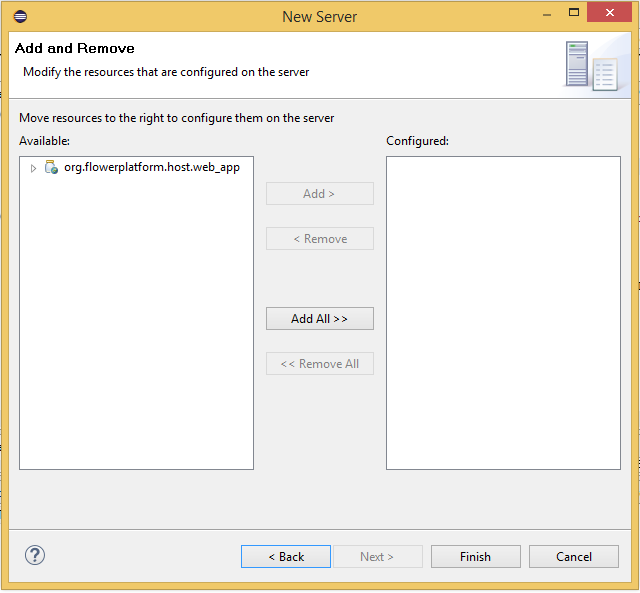 New Server
Add and Remove
Modify the resources that are configured on the server
Move resources to the right to configure them on the server
Available:
Configured:
org.flowerplatform.host.web_app
Add >
< Remove
Add All >>
<< Remove All
?
< Back
Next >
Finish
Cancel